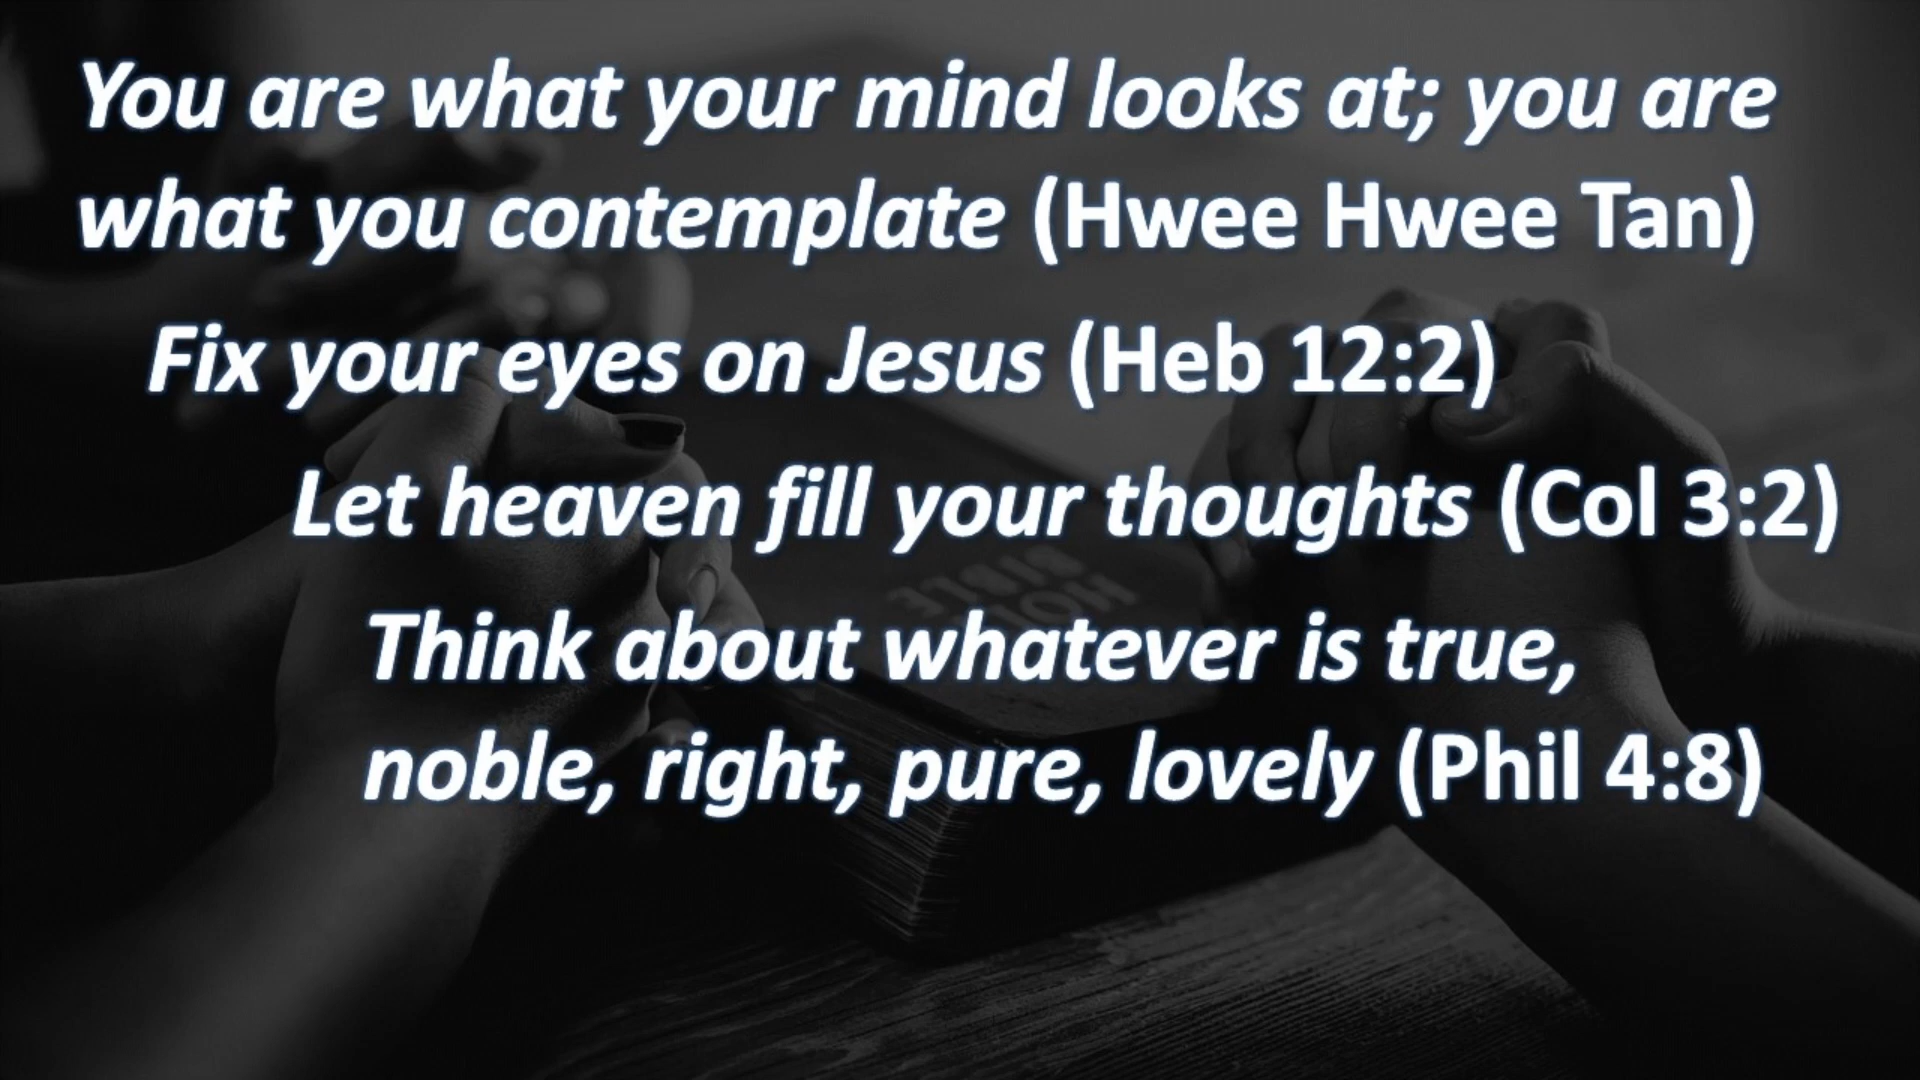 You are what your mind looks at; you are
what you contemplate (Hwee Hwee Tan)
Fix your eyes on Jesus (Heb 12:2)
Let heaven fill your thoughts (Col 3:2)
Think about whatever is true,
noble, right, pure, lovely (Phil 4:8)
HOLY
BIBLE